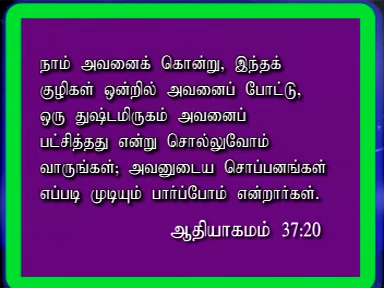 நாம் அவனைக் கொன்று, இந்தக்
குழிகள் ஒன்றில் அவனைப் போட்டு,
ஒரு துஷ்டமிருகம் அவனைப்
பட்சித்தது என்று சொல்லுவோம்
வாருங்கள்; அவனுடைய சொப்பனங்கள்
எப்படி முடியும் பார்ப்போம் என்றார்கள்.
ஆதியாகமம் 37:20